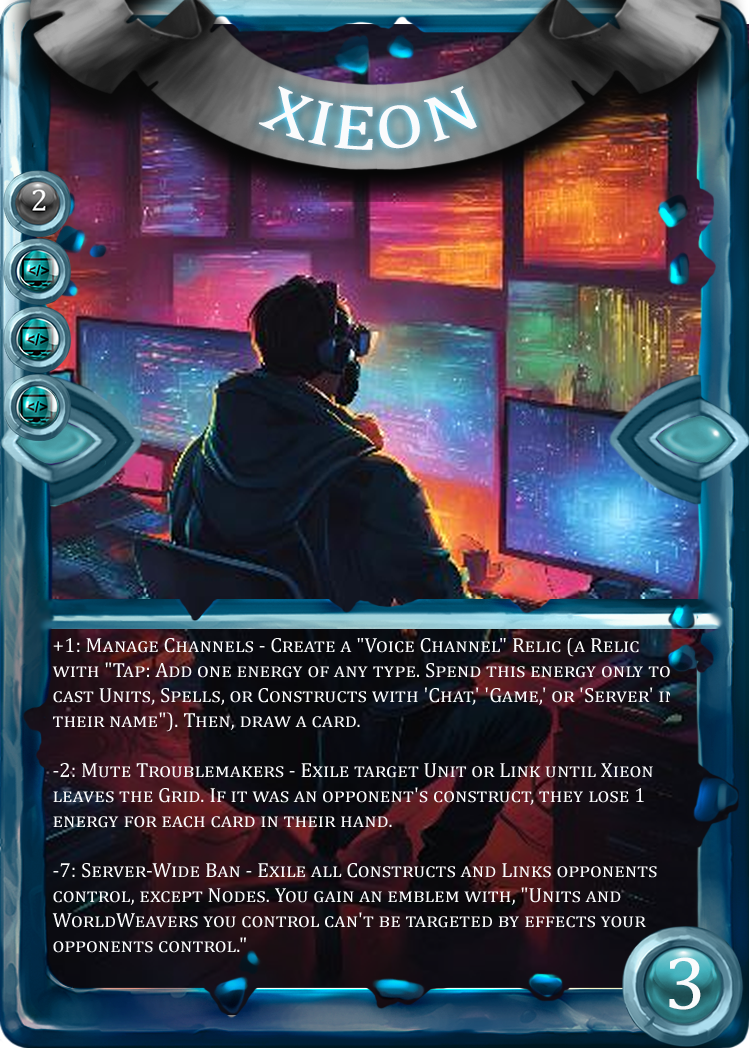 XIEON
2
</>
</>
</>
+1: Manage Channels - Create a "Voice Channel" Relic (a Relic
with "Tap: Add one energy of any type. Spend this energy only to
cast Units, Spells, or Constructs with 'Chat,' 'Game,' or 'Server' in
their name"). Then, draw a card.
-2: Mute Troublemakers - Exile target Unit or Link until Xieon
leaves the Grid. If it was an opponent's construct, they lose 1
energy for each card in their hand.
-7: Server-Wide Ban - Exile all Constructs and Links opponents
control, except Nodes. You gain an emblem with, "Units and
WorldWeavers you control can't be targeted by effects your
opponents control."
3